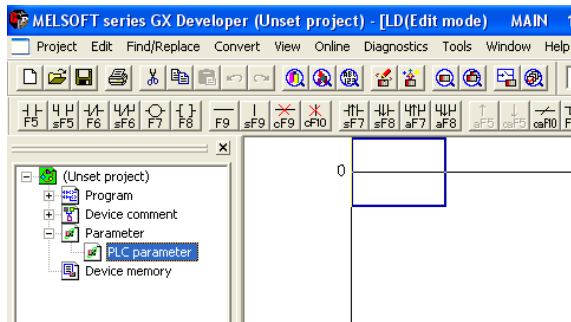 MELSOFT series GX Developer (Unset project) - [LD(Edit mode) MAIN
Project Edit Find/Replace Convert View Online Diagnostics Tools Window Help
F5 sF5 F6 sF6 F7 F8 F9 sF9 cF9 cF10 sF7 sF8 aF7 aF8 aF5 caF5 caF10
(Unset project)
0
Program
Device comment
Parameter
PLC parameter
Device memory